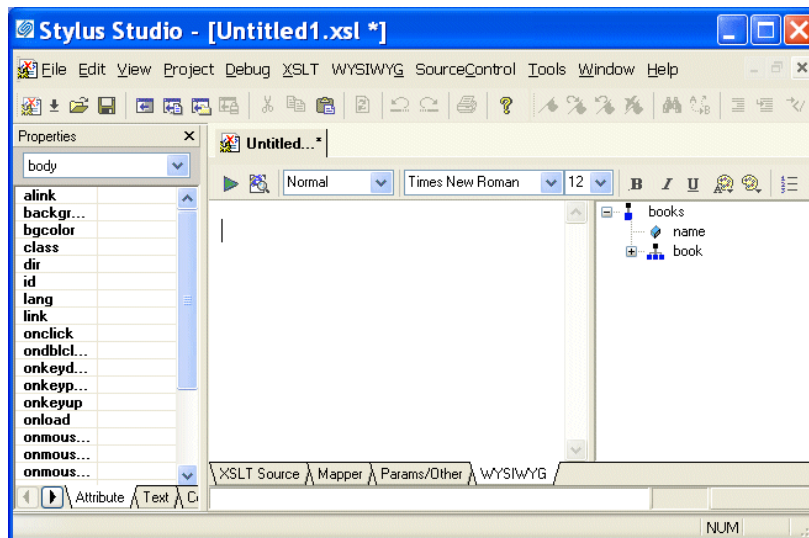 Stylus Studio - [Untitled1.xsl *]
File Edit View Project Debug XSLT WYSIWYG SourceControl Tools Window Help
Properties
Untitled...*
body
Normal Times New Roman 12 B I U
alink
backgr...
bgcolor
class
dir
id
lang
link
onclick
ondblcl...
onkeyd...
onkeyp...
onkeyup
onload
onmous...
onmous...
onmous...
books
name
book
XSLT Source Mapper Params/Other WYSIWYG
Attribute Text
NUM